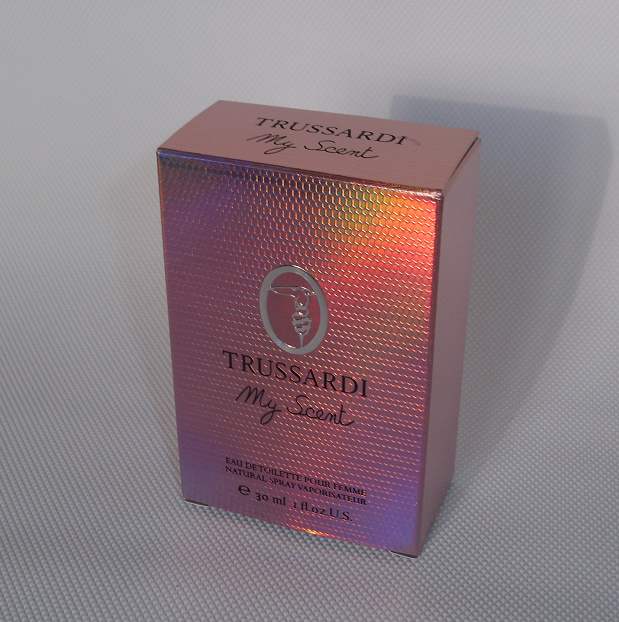 TRUSSARDI
My Scent
TRUSSARDI
My Scent
EAU DE TOILETTE POUR FEMME
NATURAL SPRAY VAPORISATEUR
℮ 30 ml 1 fl oz U.S.